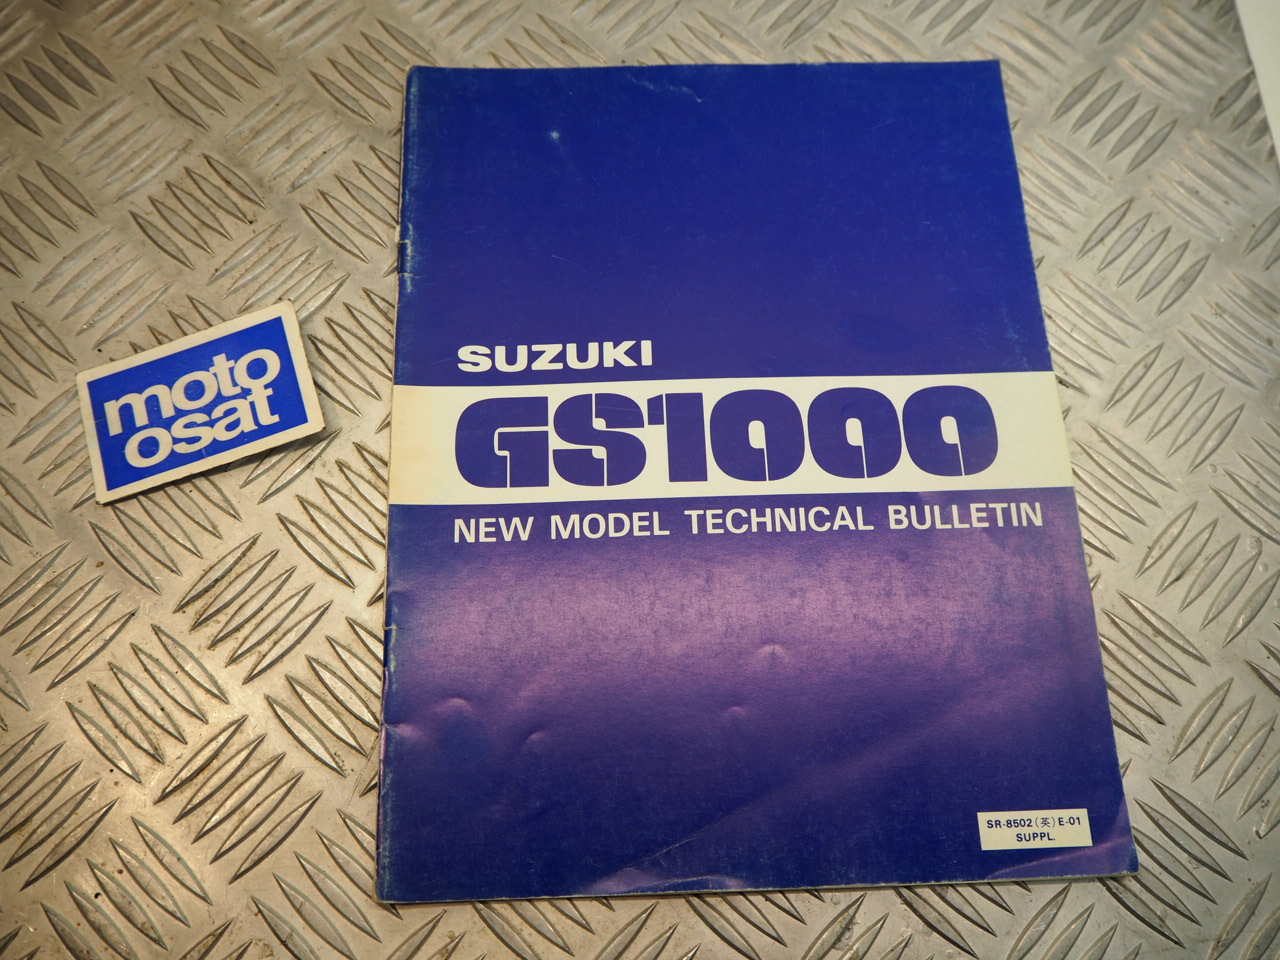 moto
osat
SUZUKI
GS1000
NEW MODEL TECHNICAL BULLETIN
SR-8502(英)E-01
SUPPL.